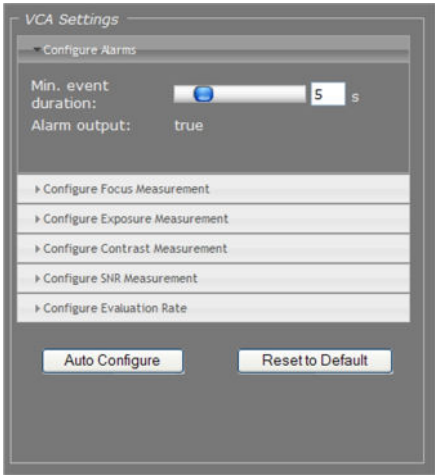 VCA Settings
Configure Alarms
Min. event
duration:
5 s
Alarm output: true
Configure Focus Measurement
Configure Exposure Measurement
Configure Contrast Measurement
Configure SNR Measurement
Configure Evaluation Rate
Auto Configure Reset to Default